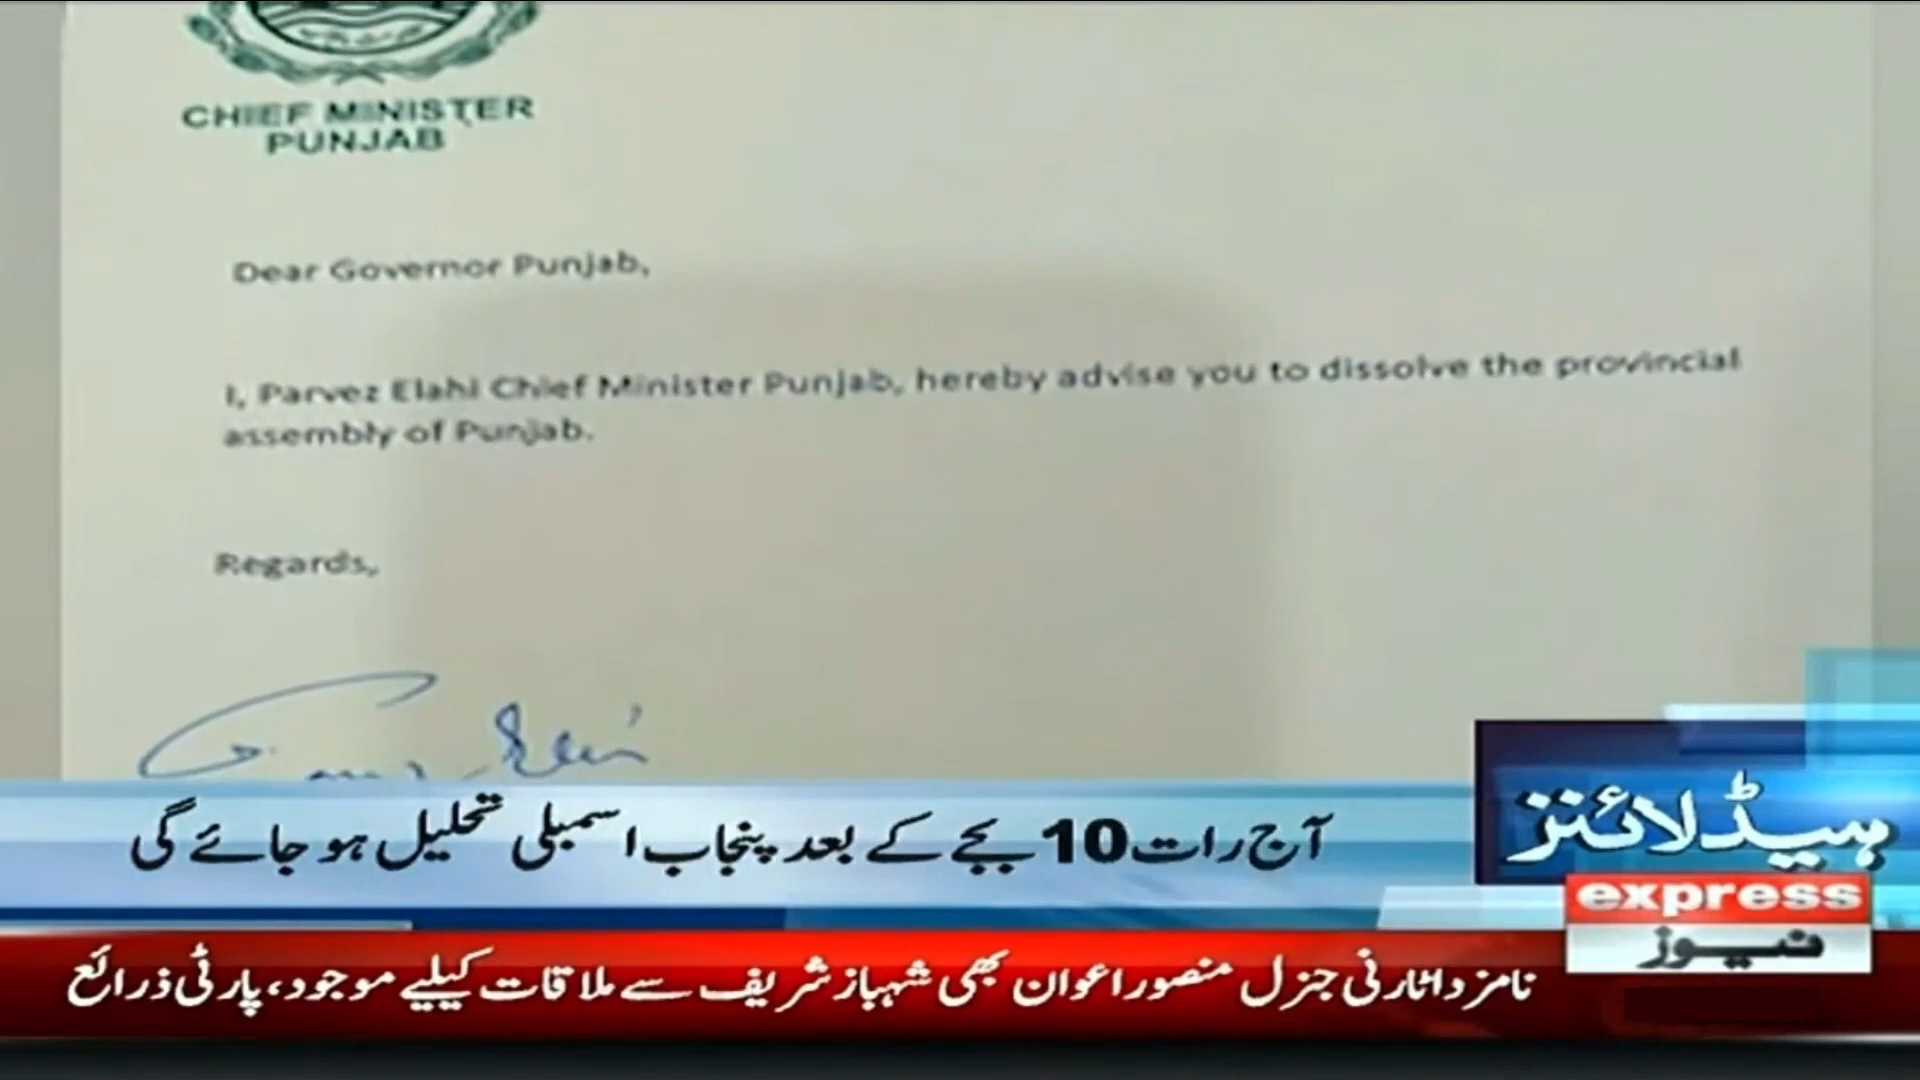 CHIEF MINISTER
PUNJAB
Dear Governor Punjab,
I, Parvez Elahi Chief Minister Punjab, hereby advise you to dissolve the provincial
assembly of Punjab.
Regards,
ہیڈلائنز
آج رات 10 بجے کے بعد پنجاب اسمبلی تحلیل ہو جائے گی
express
نیوز
نامزد اٹارنی جنرل منصور اعوان بھی شہباز شریف سے ملاقات کیلیے موجود، پارٹی ذرائع